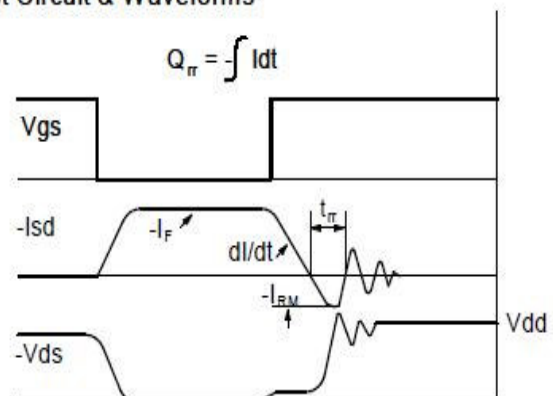 t Circuit & Waveforms
Qrr = -∫ Idt
Vgs
-Isd
-IF
trr
dI/dt
-IRM
Vdd
-Vds